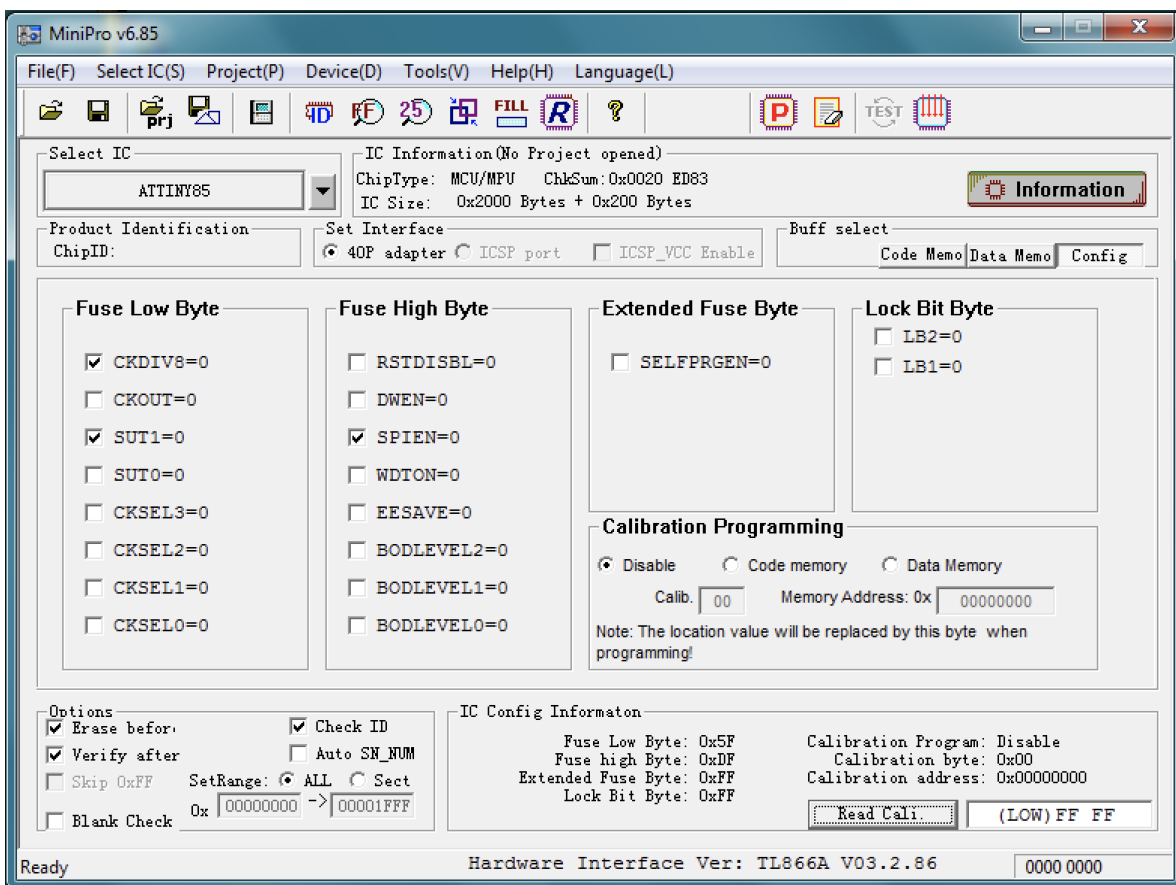 MiniPro v6.85
File(F) Select IC(S) Project(P) Device(D) Tools(V) Help(H) Language(L)
prj 4D FF 25 FILL R ? P TEST
Select IC
ATTINY85
IC Information(No Project opened)
ChipType: MCU/MPU ChkSum:0x0020 ED83
IC Size: 0x2000 Bytes + 0x200 Bytes
Information
Product Identification
ChipID:
Set Interface
40P adapter ICSP port ICSP_VCC Enable
Buff select
Code Memo Data Memo Config
Fuse Low Byte
CKDIV8=0
CKOUT=0
SUT1=0
SUT0=0
CKSEL3=0
CKSEL2=0
CKSEL1=0
CKSEL0=0
Fuse High Byte
RSTDISBL=0
DWEN=0
SPIEN=0
WDTON=0
EESAVE=0
BODLEVEL2=0
BODLEVEL1=0
BODLEVEL0=0
Extended Fuse Byte
SELFPRGEN=0
Lock Bit Byte
LB2=0
LB1=0
Calibration Programming
Disable Code memory Data Memory
Calib. 00 Memory Address: 0x 00000000
Note: The location value will be replaced by this byte when
programming!
Options
Erase befor Check ID
Verify after Auto SN_NUM
Skip 0xFF SetRange: ALL Sect
0x 00000000 -> 00001FFF
Blank Check
IC Config Informaton
Fuse Low Byte: 0x5F
Fuse high Byte: 0xDF
Extended Fuse Byte: 0xFF
Lock Bit Byte: 0xFF
Calibration Program: Disable
Calibration byte: 0x00
Calibration address: 0x00000000
Read Cali. (LOW)FF FF
Ready Hardware Interface Ver: TL866A V03.2.86 0000 0000